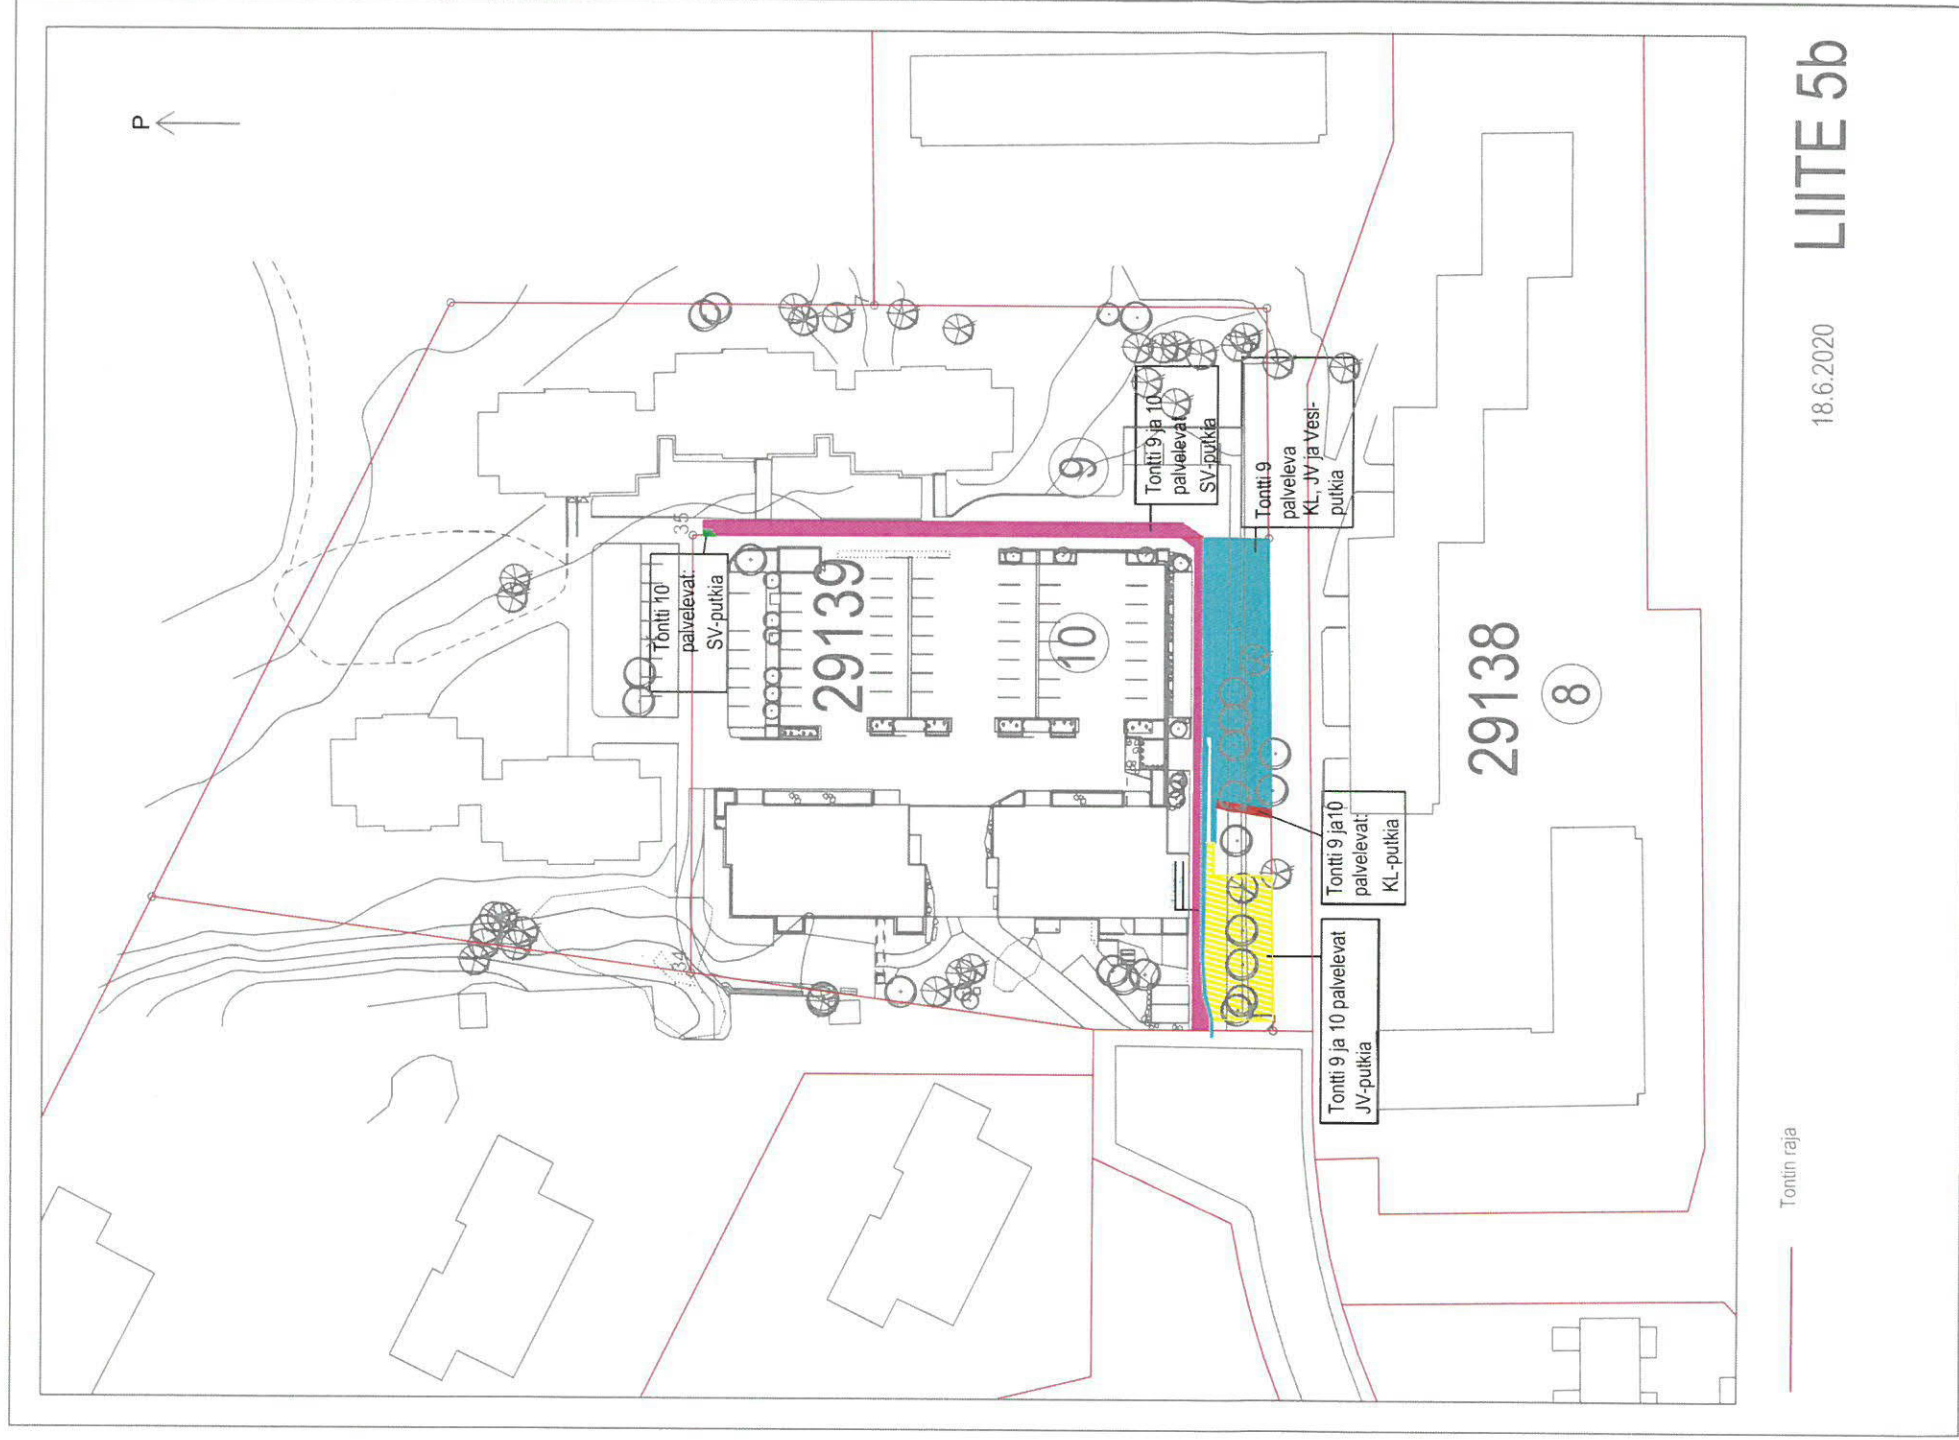 P
35
34
7
Tontti 10
palvelevat:
SV-putkia
29139
10
9
Tontti 9 ja 10
palvelevat
SV-putkia
Tontti 9
palveleva
KL, JV ja Vesi-
putkia
Tontti 9 ja10
palvelevat:
KL-putkia
Tontti 9 ja 10 palvelevat
JV-putkia
29138
8
Tontin raja
18.6.2020
LIITE 5b